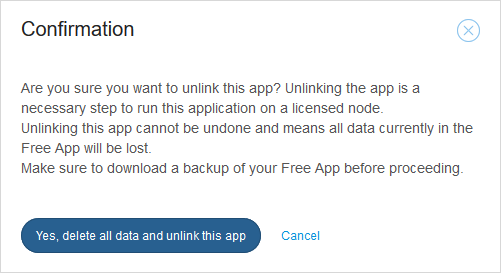 Confirmation
Are you sure you want to unlink this app? Unlinking the app is a
necessary step to run this application on a licensed node.
Unlinking this app cannot be undone and means all data currently in the
Free App will be lost.
Make sure to download a backup of your Free App before proceeding.
Yes, delete all data and unlink this app
Cancel